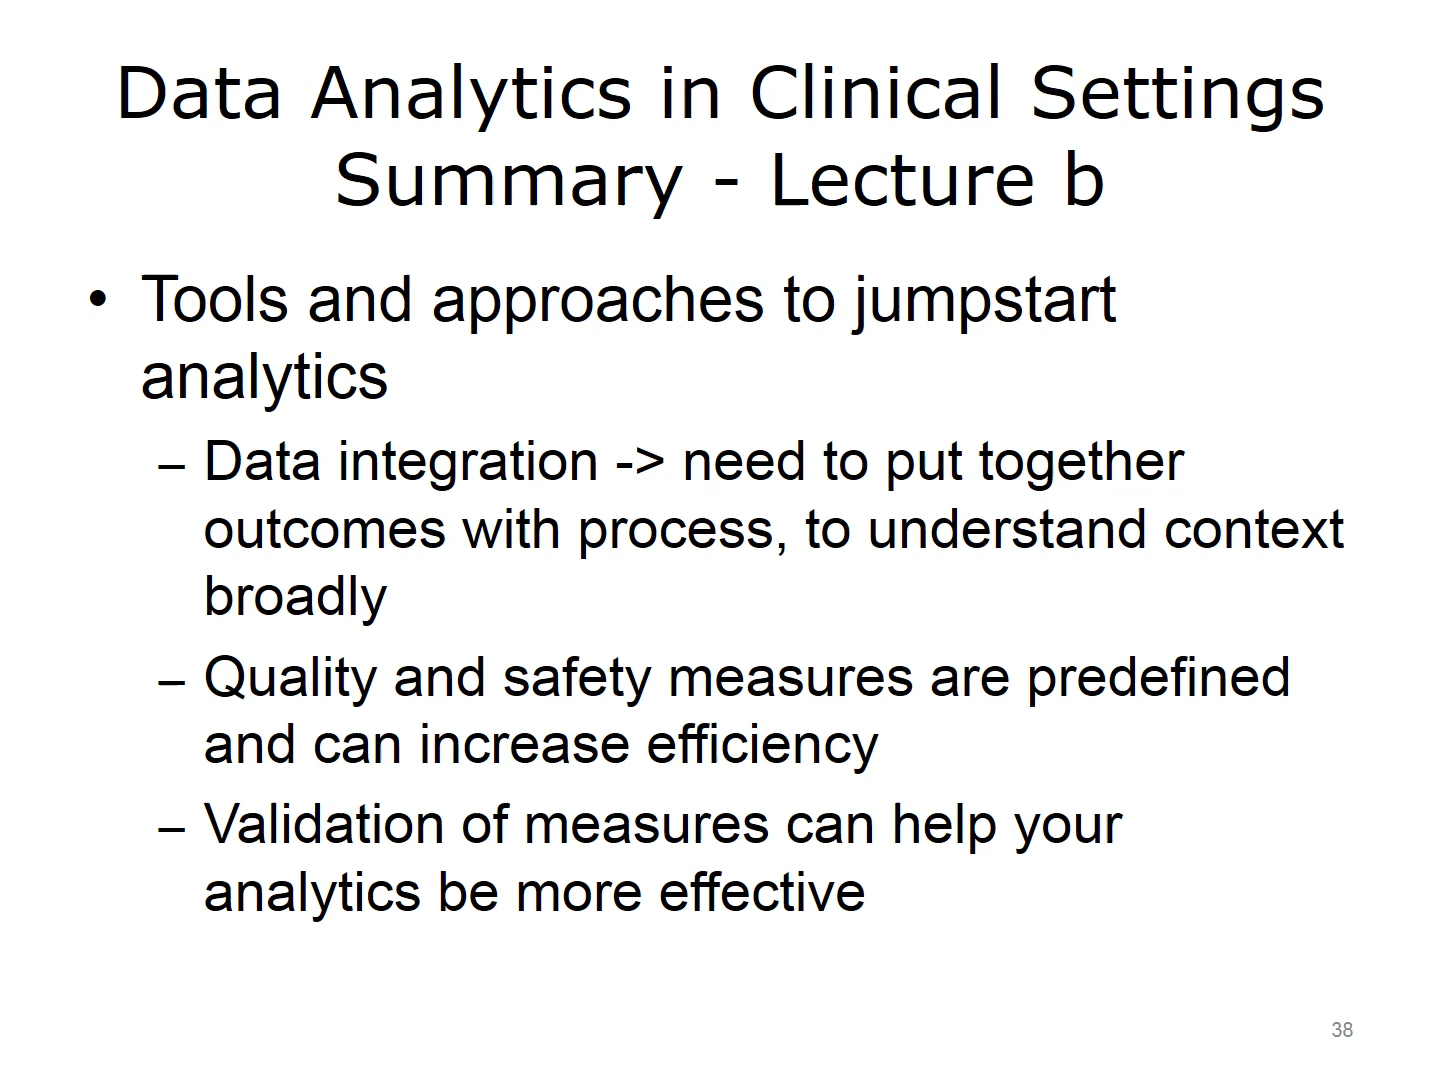 Data Analytics in Clinical Settings
Summary - Lecture b
• Tools and approaches to jumpstart
analytics
– Data integration -> need to put together
outcomes with process, to understand context
broadly
– Quality and safety measures are predefined
and can increase efficiency
– Validation of measures can help your
analytics be more effective
38